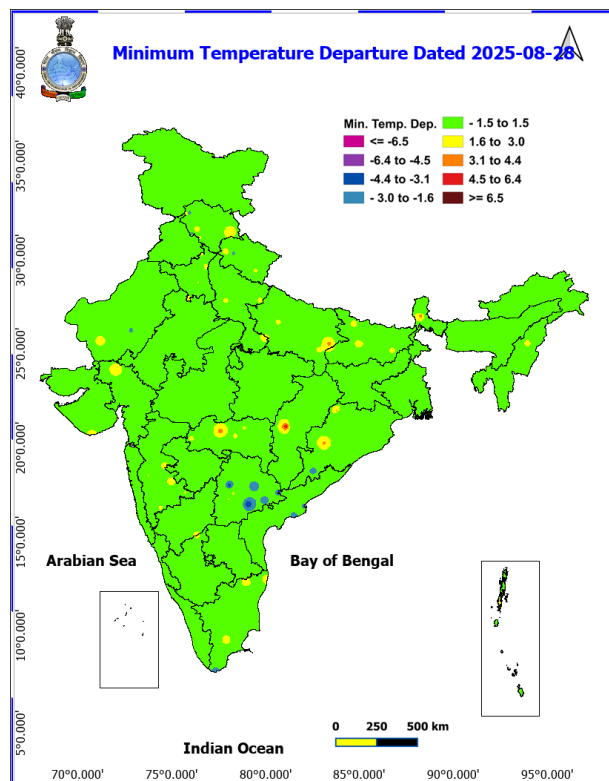 Minimum Temperature Departure Dated 2025-08-28
Min. Temp. Dep.
<= -6.5
-6.4 to -4.5
-4.4 to -3.1
- 3.0 to -1.6
- 1.5 to 1.5
1.6 to 3.0
3.1 to 4.4
4.5 to 6.4
>= 6.5
40°0.000'
35°0.000'
30°0.000'
25°0.000'
20°0.000'
15°0.000'
10°0.000'
5°0.000'
Arabian Sea
Bay of Bengal
Indian Ocean
0 250 500 km
70°0.000' 75°0.000' 80°0.000' 85°0.000' 90°0.000' 95°0.000'